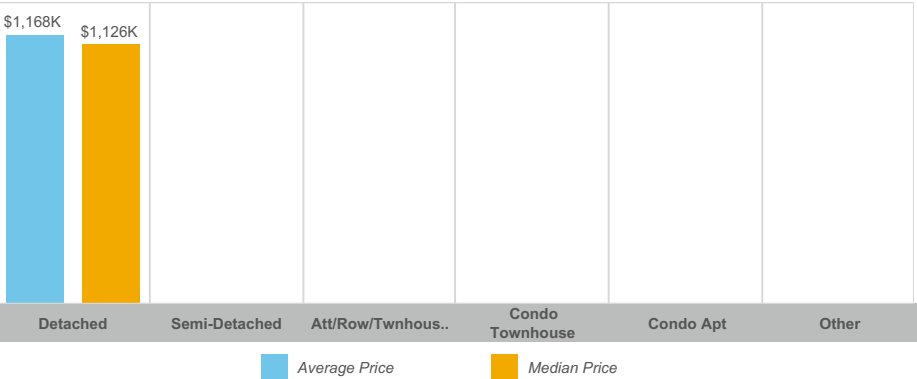 $1,168K
$1,126K
Detached
Semi-Detached
Att/Row/Twnhous..
Condo
Townhouse
Condo Apt
Other
Average Price
Median Price